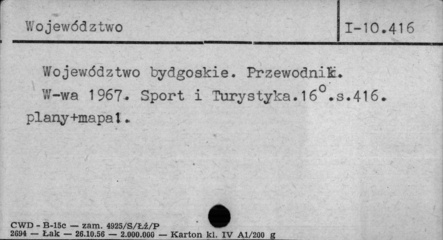 Województwo
I-10.416
Województwo bydgoskie. Przewodnik.
W-wa 1967. Sport i Turystyka.16°.s.416.
plany+mapa1.
CWD - B-15c — zam. 4925/S/Łż/P
2694 — Łak — 26.10.56 — 2.000.000 — Karton kl. IV A1/200 g